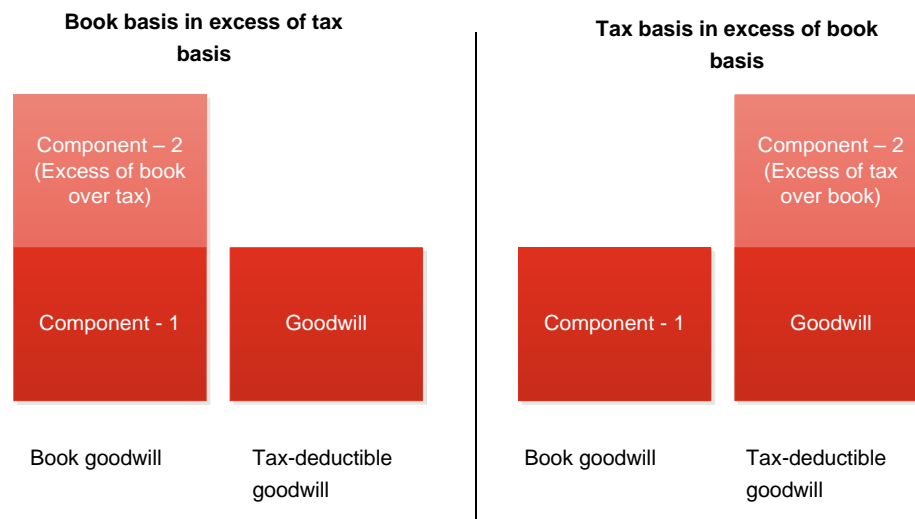 Book basis in excess of tax
basis
Component – 2
(Excess of book
over tax)
Component - 1
Goodwill
Book goodwill
Tax-deductible
goodwill
Tax basis in excess of book
basis
Component – 2
(Excess of tax
over book)
Component - 1
Goodwill
Book goodwill
Tax-deductible
goodwill